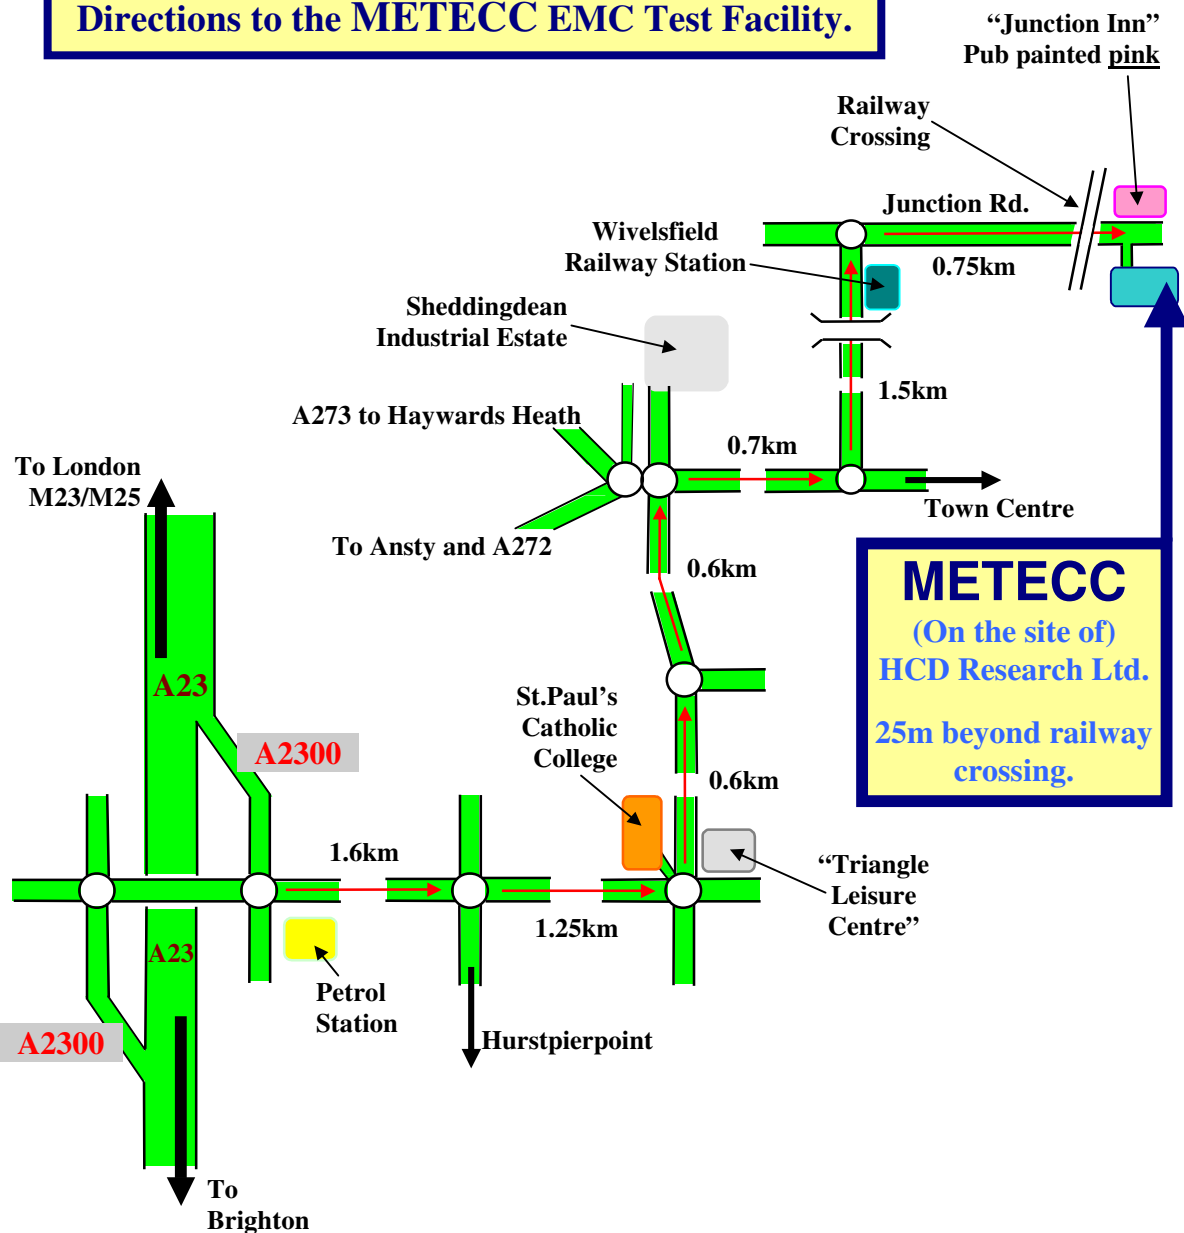 Directions to the METECC EMC Test Facility.
“Junction Inn”
Pub painted pink
Railway
Crossing
Junction Rd.
Wivelsfield
Railway Station
0.75km
Sheddingdean
Industrial Estate
1.5km
A273 to Haywards Heath
0.7km
To London
M23/M25
Town Centre
To Ansty and A272
0.6km
METECC
(On the site of)
HCD Research Ltd.
25m beyond railway
crossing.
A23
St.Paul’s
Catholic
College
A2300
0.6km
1.6km
“Triangle
Leisure
Centre”
1.25km
A23
Petrol
Station
A2300
Hurstpierpoint
To
Brighton